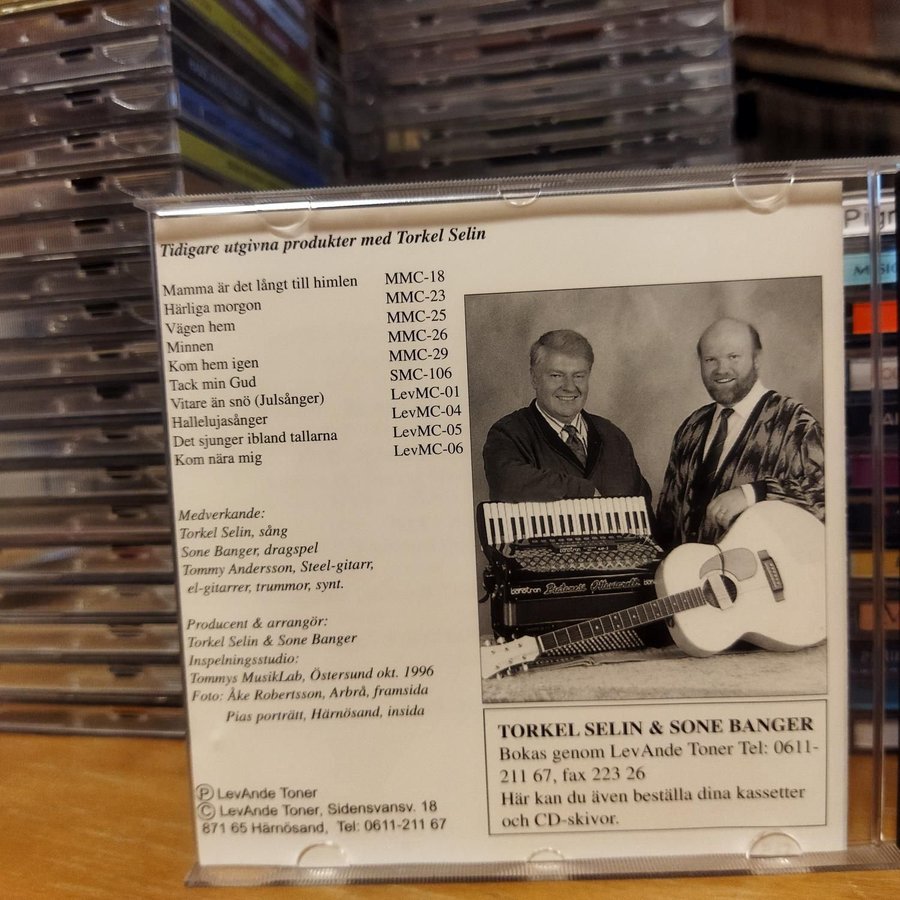 Tidigare utgivna produkter med Torkel Selin
Mamma är det långt till himlen MMC-18
Härliga morgon MMC-23
Vägen hem MMC-25
Minnen MMC-26
Kom hem igen MMC-29
Tack min Gud SMC-106
Vitare än snö (Julsånger) LevMC-01
Hallelujasånger LevMC-04
Det sjunger ibland tallarna LevMC-05
Kom nära mig LevMC-06
Medverkande:
Torkel Selin, sång
Sone Banger, dragspel
Tommy Andersson, Steel-gitarr,
el-gitarrer, trummor, synt.
Producent & arrangör:
Torkel Selin & Sone Banger
Inspelningsstudio:
Tommys MusikLab, Östersund okt. 1996
Foto: Åke Robertsson, Arbrå, framsida
Pias porträtt, Härnösand, insida
Ⓟ LevAnde Toner
© LevAnde Toner, Sidensvansv. 18
871 65 Härnösand, Tel: 0611-211 67
TORKEL SELIN & SONE BANGER
Bokas genom LevAnde Toner Tel: 0611-
211 67, fax 223 26
Här kan du även beställa dina kassetter
och CD-skivor.